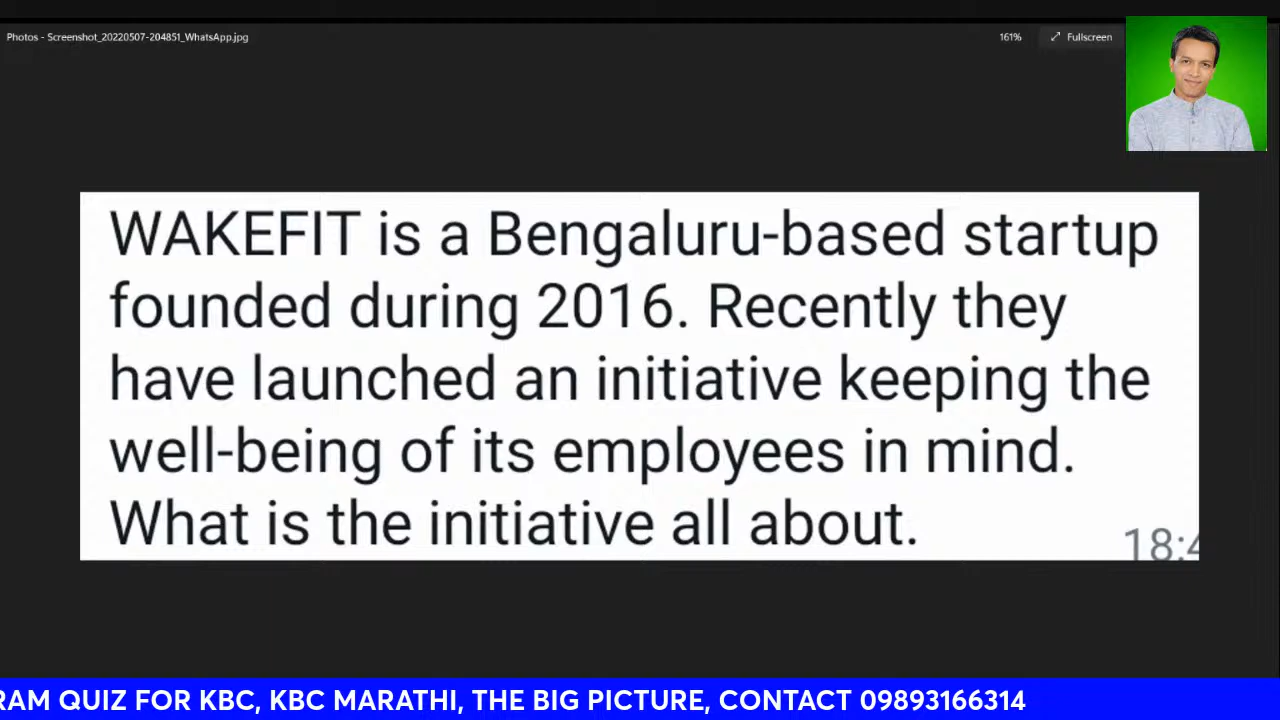 Photos - Screenshot_20220507-204851_WhatsApp.jpg
161%
Fullscreen
WAKEFIT is a Bengaluru-based startup
founded during 2016. Recently they
have launched an initiative keeping the
well-being of its employees in mind.
What is the initiative all about.
18:4
RAM QUIZ FOR KBC, KBC MARATHI, THE BIG PICTURE, CONTACT 09893166314